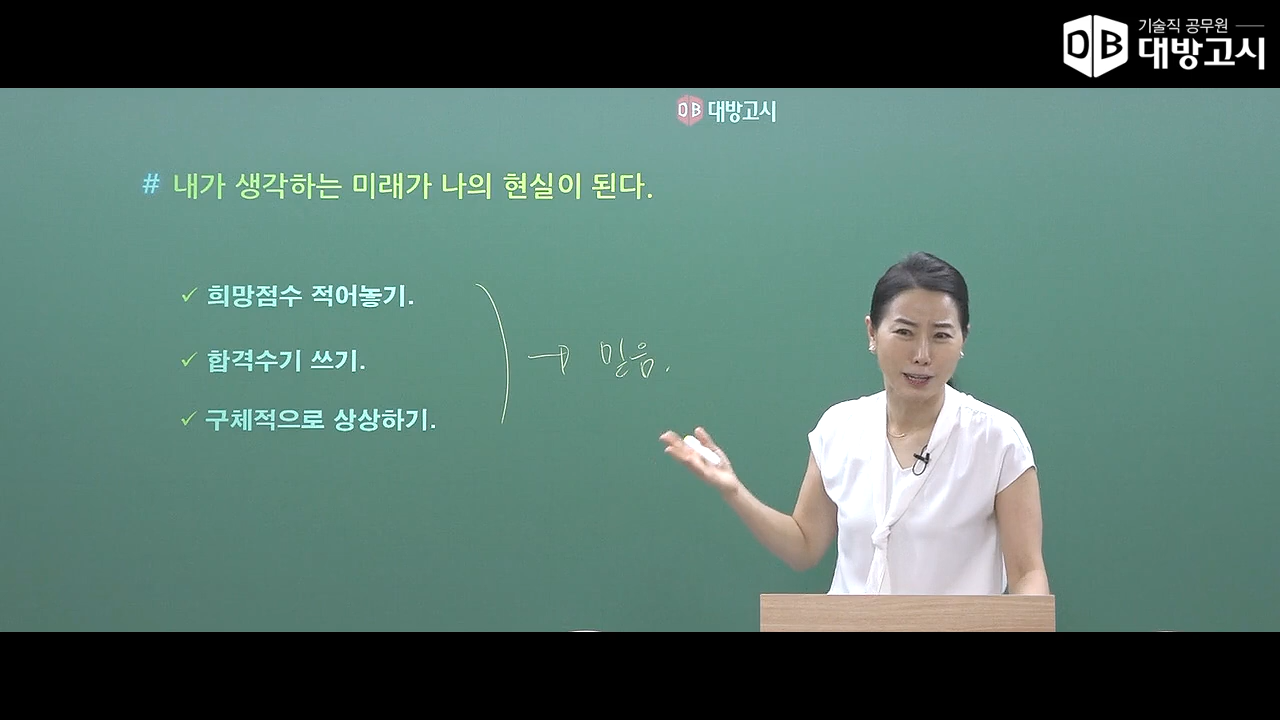 기술직 공무원
DB 대방고시
DB 대방고시
# 내가 생각하는 미래가 나의 현실이 된다.
✓ 희망점수 적어놓기.
✓ 합격수기 쓰기.
→ 믿음.
✓ 구체적으로 상상하기.